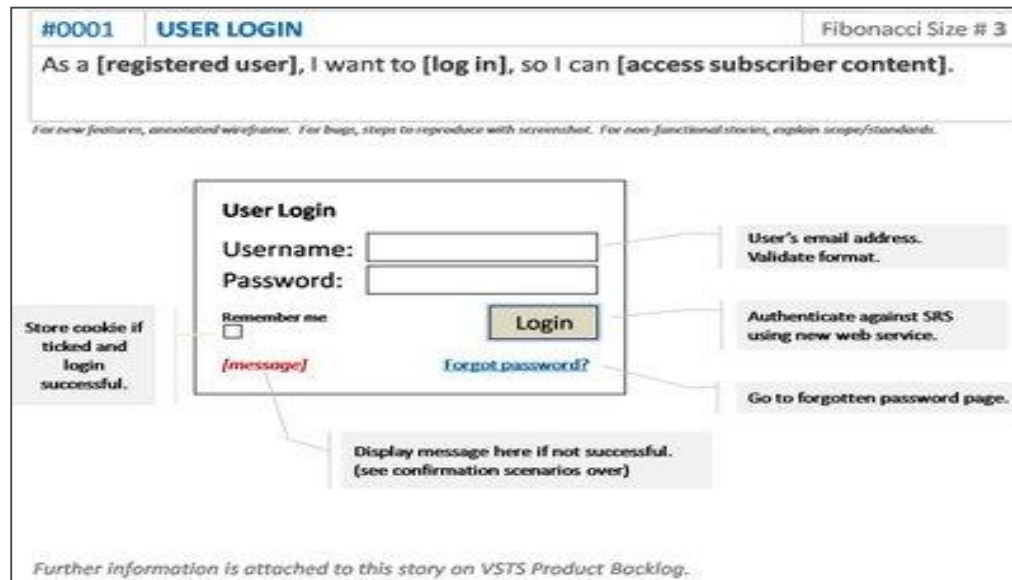 #0001 USER LOGIN Fibonacci Size # 3
As a [registered user], I want to [log in], so I can [access subscriber content].
For new features, annotated wireframe. For bugs, steps to reproduce with screenshot. For non-functional stories, explain scope/standards.
User Login
Username:
User's email address.
Validate format.
Password:
Remember me
Login
Store cookie if
ticked and
login
successful.
Authenticate against SRS
using new web service.
[message]
Forgot password?
Go to forgotten password page.
Display message here if not successful.
(see confirmation scenarios over)
Further information is attached to this story on VSTS Product Backlog.